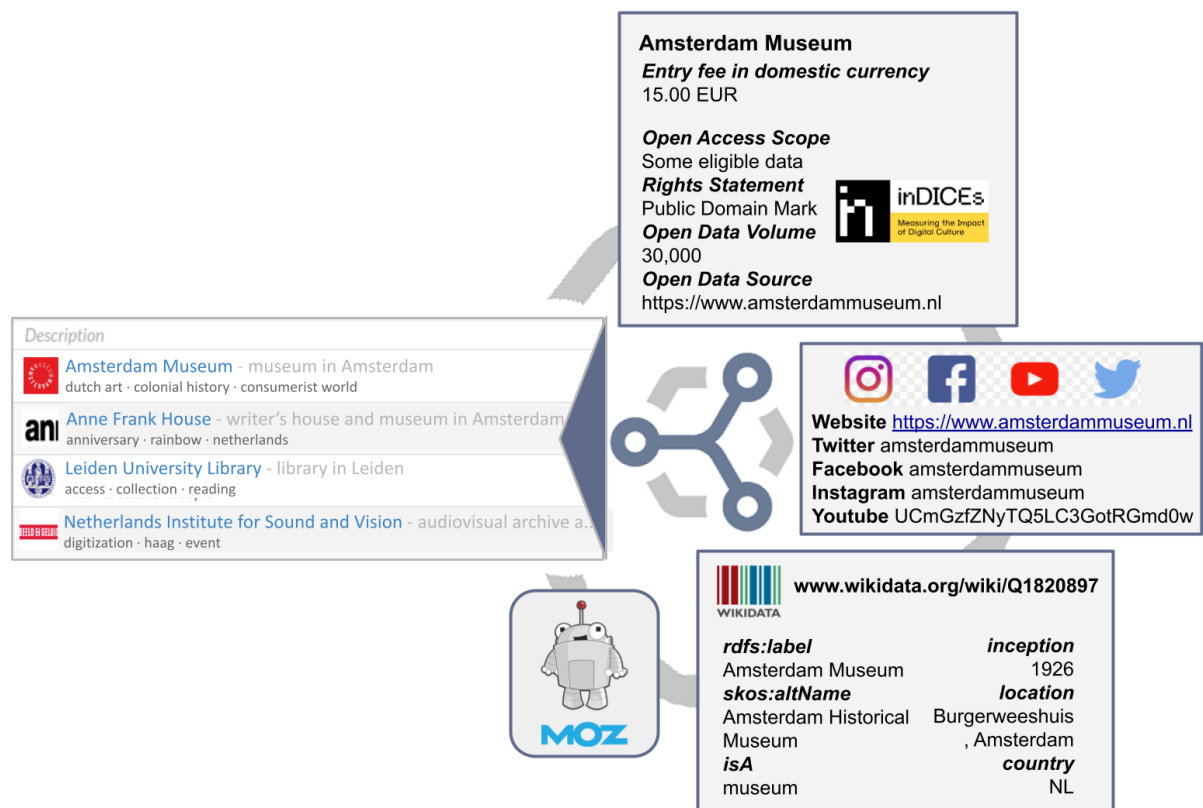 Amsterdam Museum
Entry fee in domestic currency
15.00 EUR
Open Access Scope
Some eligible data
Rights Statement
Public Domain Mark
Open Data Volume
30,000
Open Data Source
https://www.amsterdammuseum.nl
in
inDICEs
Measuring the Impact
of Digital Culture
Description
Amsterdam Museum - museum in Amsterdam
dutch art · colonial history · consumerist world
Anne Frank House - writer's house and museum in Amsterdam
anniversary · rainbow · netherlands
Leiden University Library - library in Leiden
access · collection · reading
Netherlands Institute for Sound and Vision - audiovisual archive a...
digitization · haag · event
ann
BEELD EN GELUID
Website https://www.amsterdammuseum.nl
Twitter amsterdammuseum
Facebook amsterdammuseum
Instagram amsterdammuseum
Youtube UCmGzfZNyTQ5LC3GotRGmd0w
MOZ
WIKIDATA
www.wikidata.org/wiki/Q1820897
rdfs:label
Amsterdam Museum
skos:altName
Amsterdam Historical
Museum
isA
museum
inception
1926
location
Burgerweeshuis
, Amsterdam
country
NL